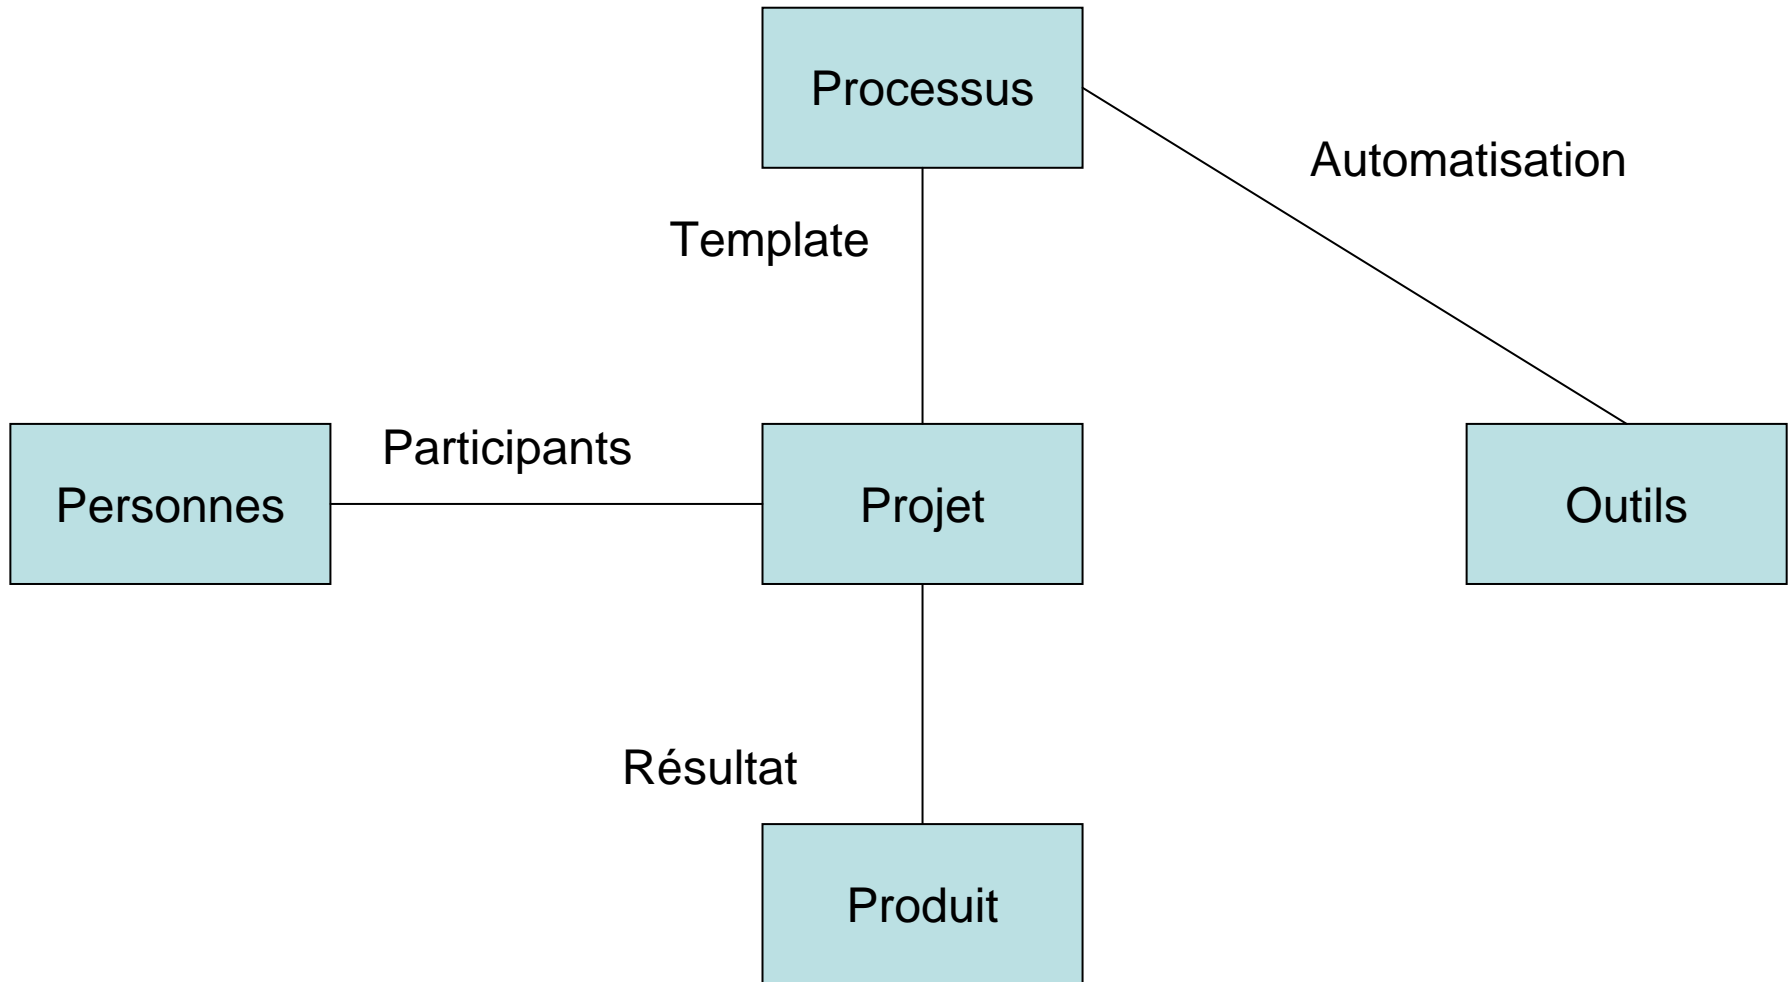 Processus
Automatisation
Template
Participants
Personnes
Projet
Outils
Résultat
Produit